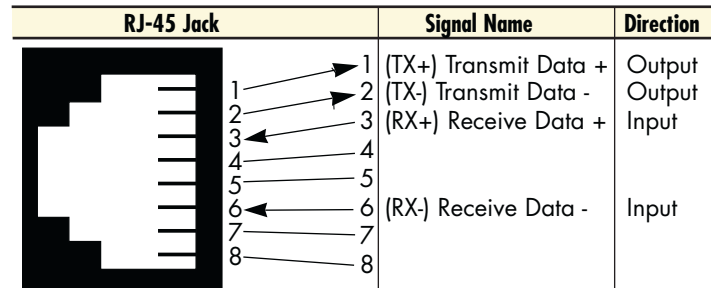 RJ-45 Jack Signal Name Direction
1 1 (TX+) Transmit Data + Output
2 2 (TX-) Transmit Data - Output
3 3 (RX+) Receive Data + Input
4 4
5 5
6 6 (RX-) Receive Data - Input
7 7
8 8